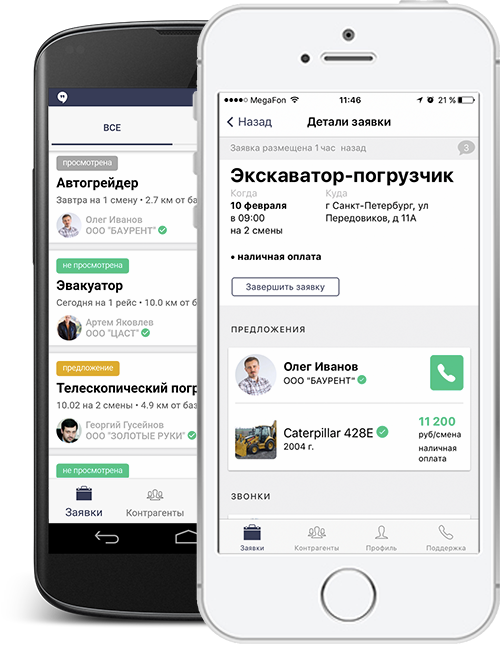 ВСЕ
просмотрена
Автогрейдер
Завтра на 1 смену • 2.7 км от б
Олег Иванов
ООО "БАУРЕНТ"
не просмотрена
Эвакуатор
Сегодня на 1 рейс • 10.0 км от б
Артем Яковлев
ООО "ЦАСТ"
предложение
Телескопический погр
10.02 на 2 смены • 4.9 км от баз
Георгий Гусейнов
ООО "ЗОЛОТЫЕ РУКИ"
не просмотрена
Заявки
Контрагенты
MegaFon
11:46
21 %
Назад
Детали заявки
Заявка размещена 1 час назад
3
Экскаватор-погрузчик
Когда
10 февраля
в 09:00
на 2 смены
Куда
г Санкт-Петербург, ул
Передовиков, д 11А
• наличная оплата
Завершить заявку
ПРЕДЛОЖЕНИЯ
Олег Иванов
ООО "БАУРЕНТ"
Caterpillar 428E
2004 г.
11 200
руб/смена
наличная
оплата
ЗВОНКИ
Заявки
Контрагенты
Профиль
Поддержка